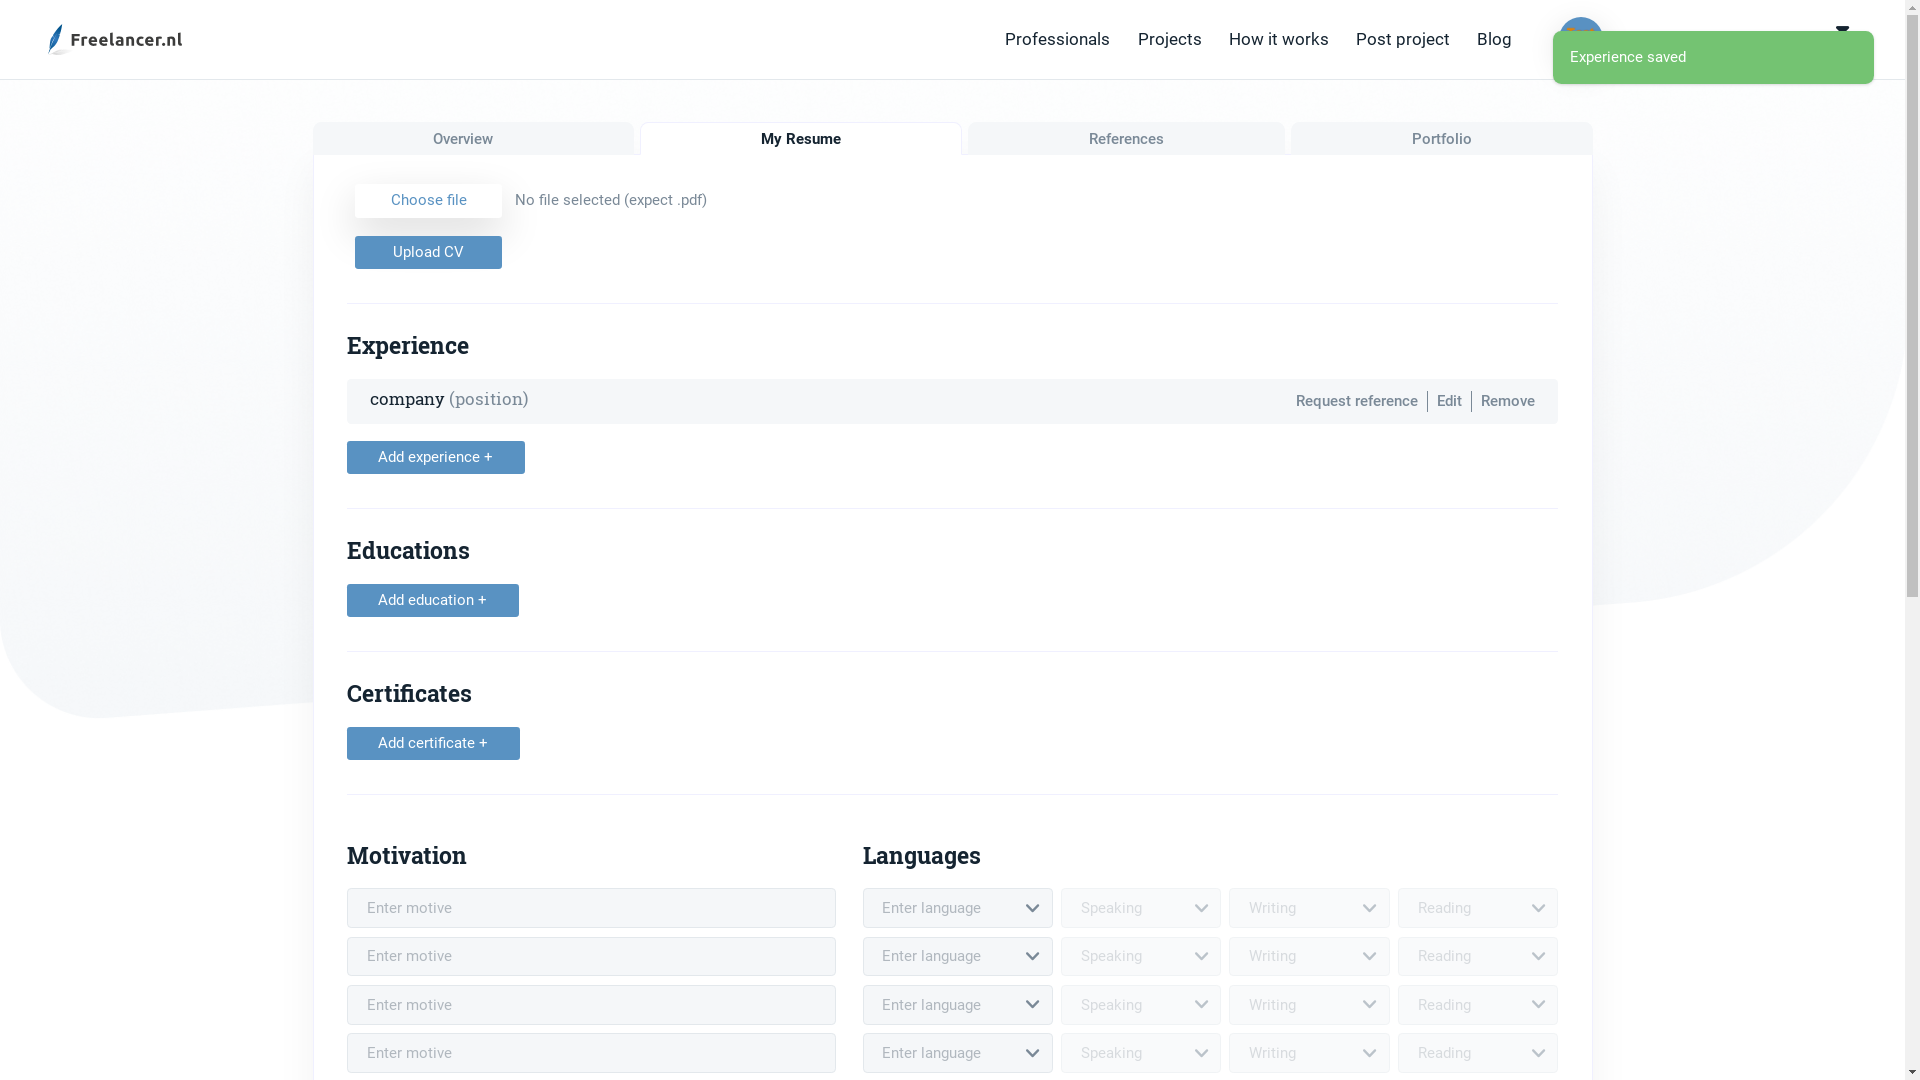 Freelancer.nl
Professionals
Projects
How it works
Post project
Blog
Experience saved
Overview
My Resume
References
Portfolio
Choose file
No file selected (expect .pdf)
Upload CV
Experience
company (position)
Request reference
Edit
Remove
Add experience +
Educations
Add education +
Certificates
Add certificate +
Motivation
Languages
Enter motive
Enter language
Speaking
Writing
Reading
Enter motive
Enter language
Speaking
Writing
Reading
Enter motive
Enter language
Speaking
Writing
Reading
Enter motive
Enter language
Speaking
Writing
Reading